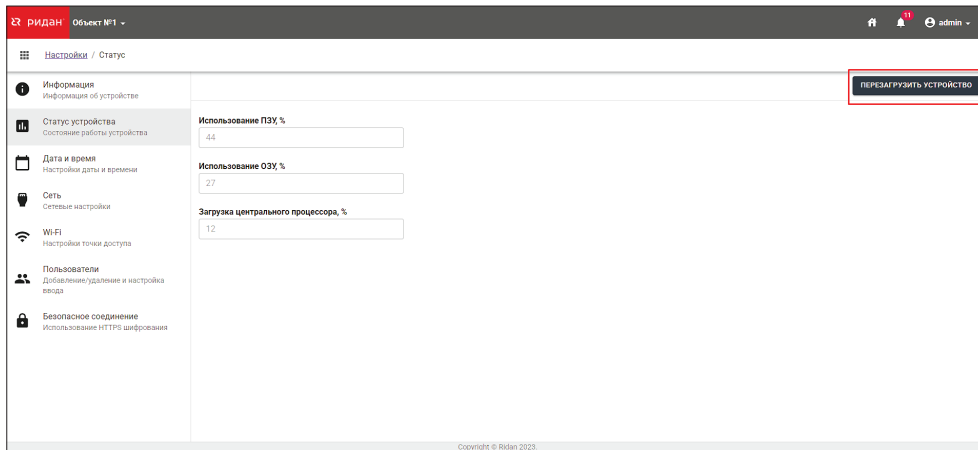 ридан Объект №1 11 admin
Настройки / Статус
Информация
Информация об устройстве
ПЕРЕЗАГРУЗИТЬ УСТРОЙСТВО
Статус устройства
Состояние работы устройства
Дата и время
Настройки даты и времени
Сеть
Сетевые настройки
Wi-Fi
Настройки точки доступа
Пользователи
Добавление/удаление и настройка
ввода
Безопасное соединение
Использование HTTPS шифрования
Использование ПЗУ, %
44
Использование ОЗУ, %
27
Загрузка центрального процессора, %
12
Copyright © Ridan 2023.